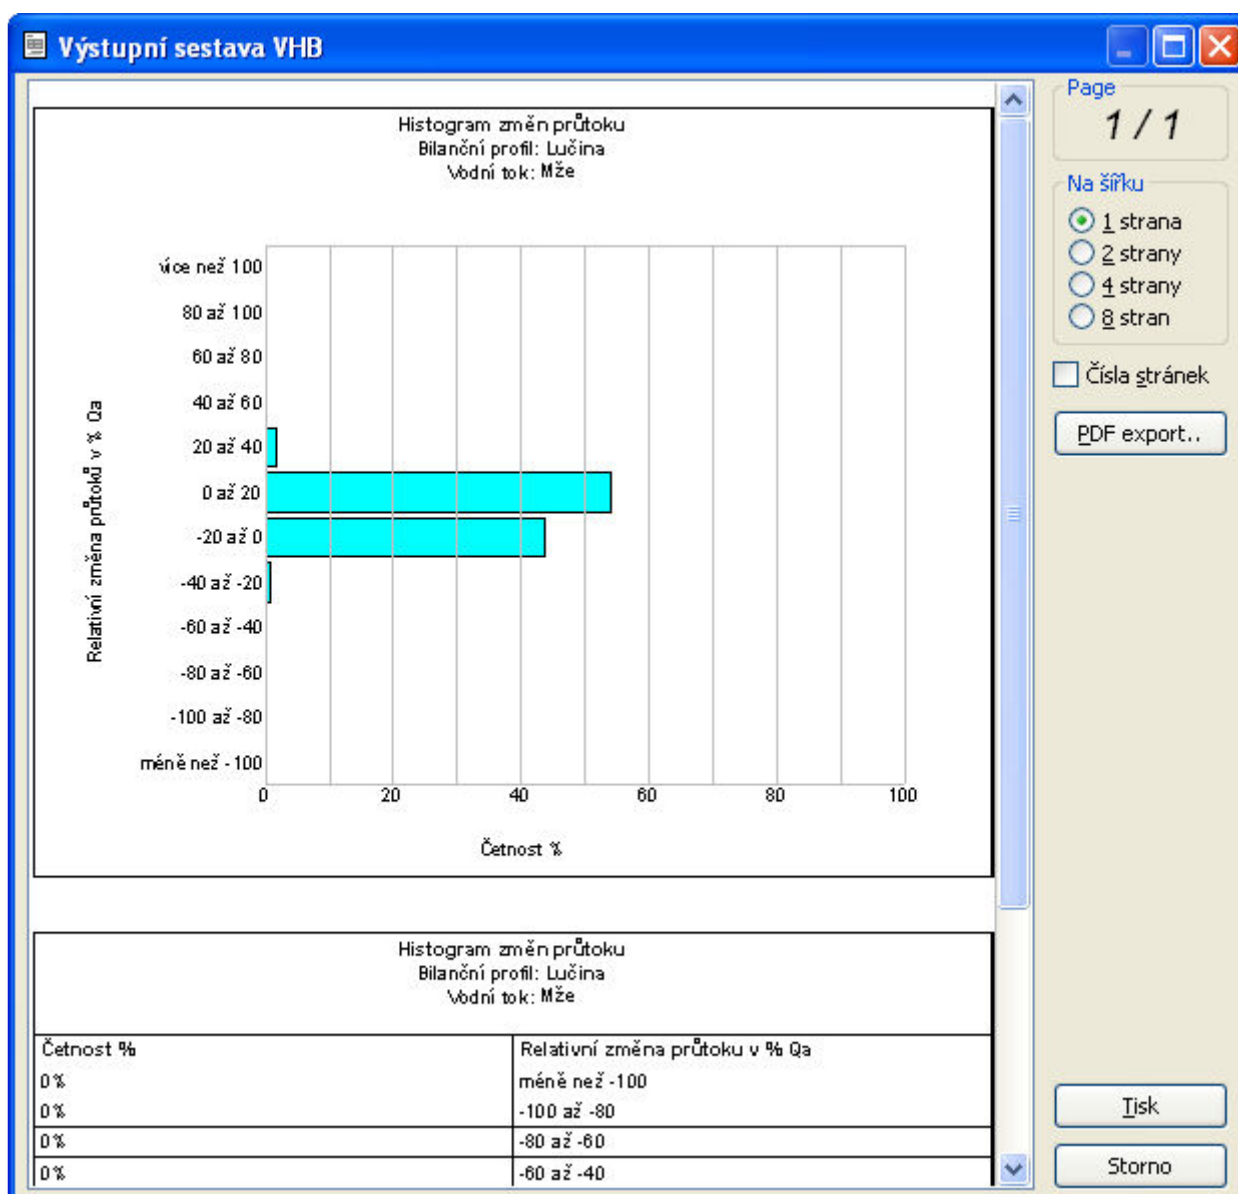 Výstupní sestava VHB
Histogram změn průtoku
Bilanční profil: Lučina
Vodní tok: Mže
Relativní změna průtoků v % Qa
více než 100
80 až 100
60 až 80
40 až 60
20 až 40
0 až 20
-20 až 0
-40 až -20
-60 až -40
-80 až -60
-100 až -80
méně než -100
0 20 40 60 80 100
Četnost %
Histogram změn průtoku
Bilanční profil: Lučina
Vodní tok: Mže
Četnost % Relativní změna průtoku v % Qa
0% méně než -100
0% -100 až -80
0% -80 až -60
0% -60 až -40
Page
1 / 1
Na šířku
1 strana
2 strany
4 strany
8 stran
Čísla stránek
PDF export..
Tisk
Storno